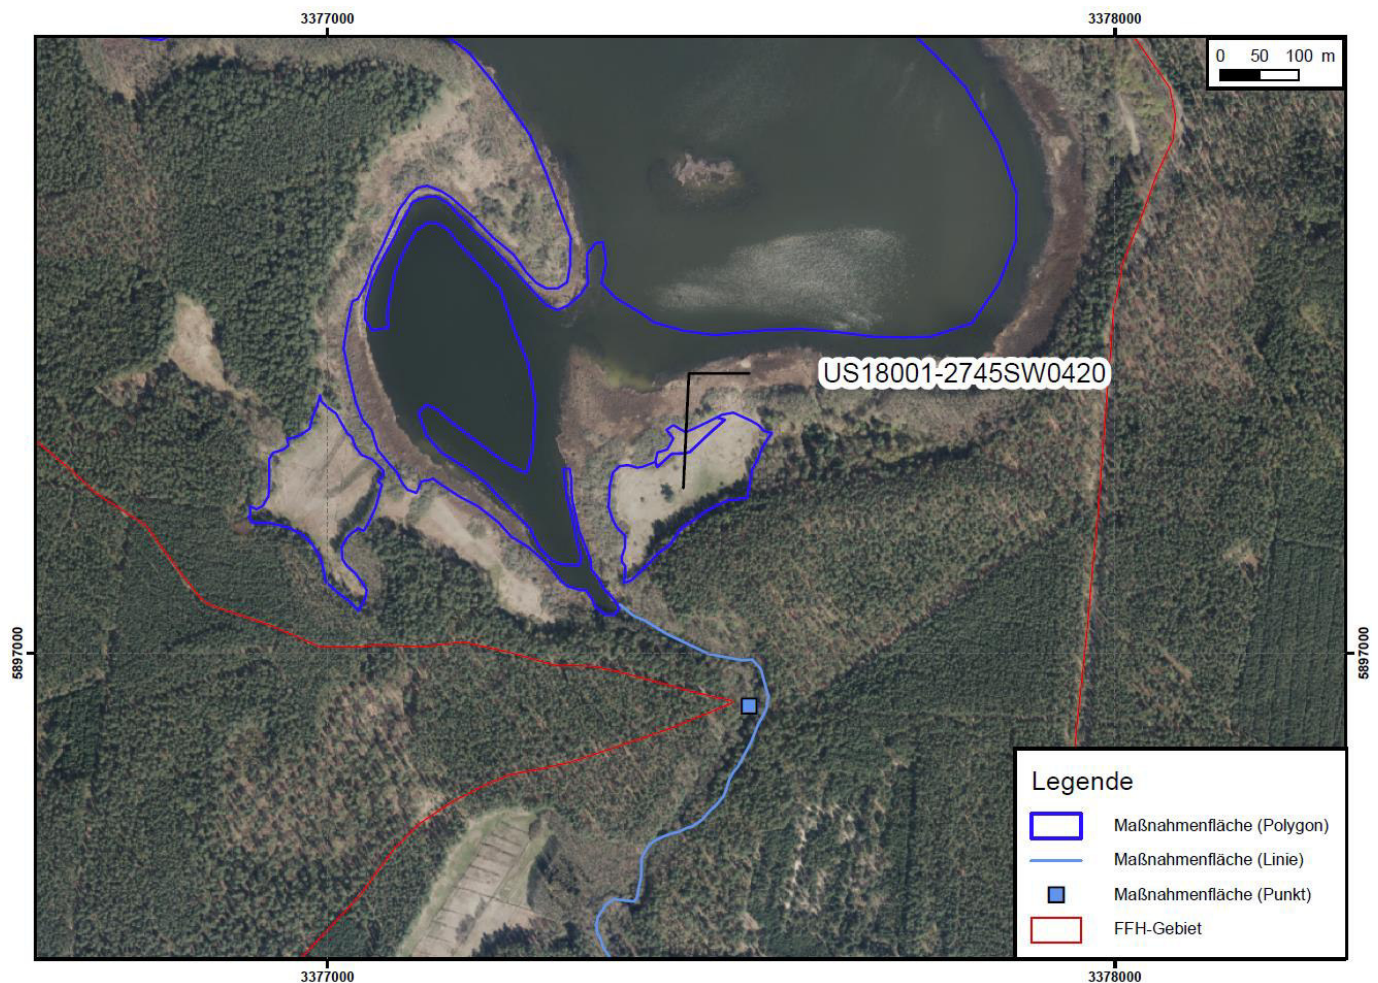 3377000
3378000
0 50 100 m
US18001-2745SW0420
5897000
5897000
Legende
Maßnahmenfläche (Polygon)
Maßnahmenfläche (Linie)
Maßnahmenfläche (Punkt)
FFH-Gebiet
3377000
3378000